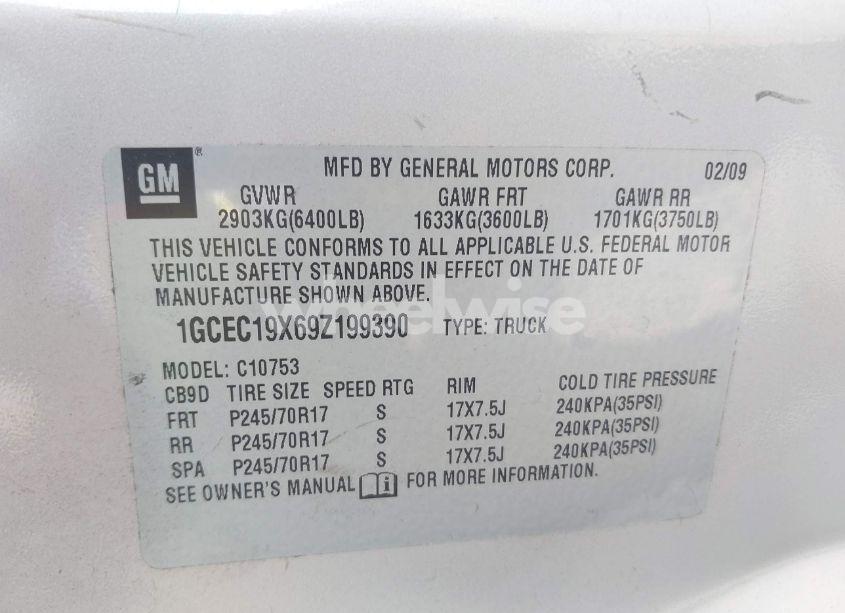 GM ® MFD BY GENERAL MOTORS CORP. 02/09
GVWR GAWR FRT GAWR RR
2903KG(6400LB) 1633KG(3600LB) 1701KG(3750LB)
THIS VEHICLE CONFORMS TO ALL APPLICABLE U.S. FEDERAL MOTOR
VEHICLE SAFETY STANDARDS IN EFFECT ON THE DATE OF
MANUFACTURE SHOWN ABOVE.
wheelwise
1GCEC19X69Z199390 TYPE: TRUCK
MODEL: C10753
CB9D TIRE SIZE SPEED RTG RIM COLD TIRE PRESSURE
FRT P245/70R17 S 17X7.5J 240KPA(35PSI)
RR P245/70R17 S 17X7.5J 240KPA(35PSI)
SPA P245/70R17 S 17X7.5J 240KPA(35PSI)
SEE OWNER'S MANUAL i FOR MORE INFORMATION.